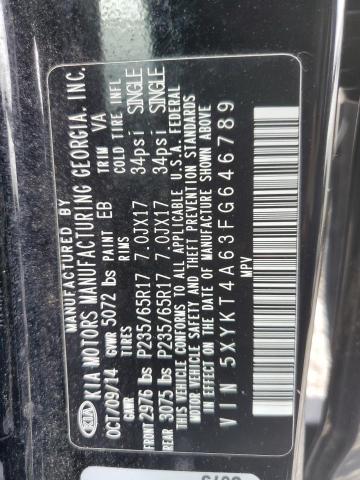 MANUFACTURED BY
KIA KIA MOTORS MANUFACTURING GEORGIA, INC.
OCT/09/14 GVWR 5072 lbs PAINT EB TRIM VA
GAWR TIRES RIMS COLD TIRE INFL
FRONT 2976 lbs P235/65R17 7.0JX17 34psi SINGLE
REAR 3075 lbs P235/65R17 7.0JX17 34psi SINGLE
THIS VEHICLE CONFORMS TO ALL APPLICABLE U.S.A. FEDERAL
MOTOR VEHICLE SAFETY AND THEFT PREVENTION STANDARDS
IN EFFECT ON THE DATE OF MANUFACTURE SHOWN ABOVE
VIN 5XYKT4A63FG646789
MPV